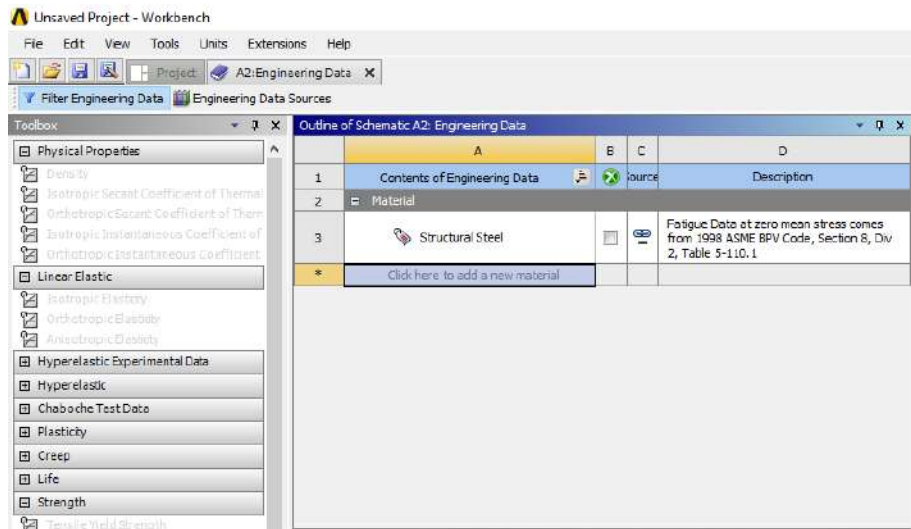 Unsaved Project - Workbench
File Edit View Tools Units Extensions Help
Project A2:Engineering Data
Filter Engineering Data Engineering Data Sources
Toolbox
Outline of Schematic A2: Engineering Data
Physical Properties
Density
Isotropic Secant Coefficient of Thermal
Orthotropic Secant Coefficient of Therm
Isotropic Instantaneous Coefficient of
Orthotropic Instantaneous Coefficient
Linear Elastic
Isotropic Elasticity
Orthotropic Elasticity
Anisotropic Elasticity
Hyperelastic Experimental Data
Hyperelastic
Chaboche Test Data
Plasticity
Creep
Life
Strength
Tensile Yield Strength
A B C D
1 Contents of Engineering Data ource Description
2 Material
3 Structural Steel
Fatigue Data at zero mean stress comes
from 1998 ASME BPV Code, Section 8, Div
2, Table 5-110.1
* Click here to add a new material